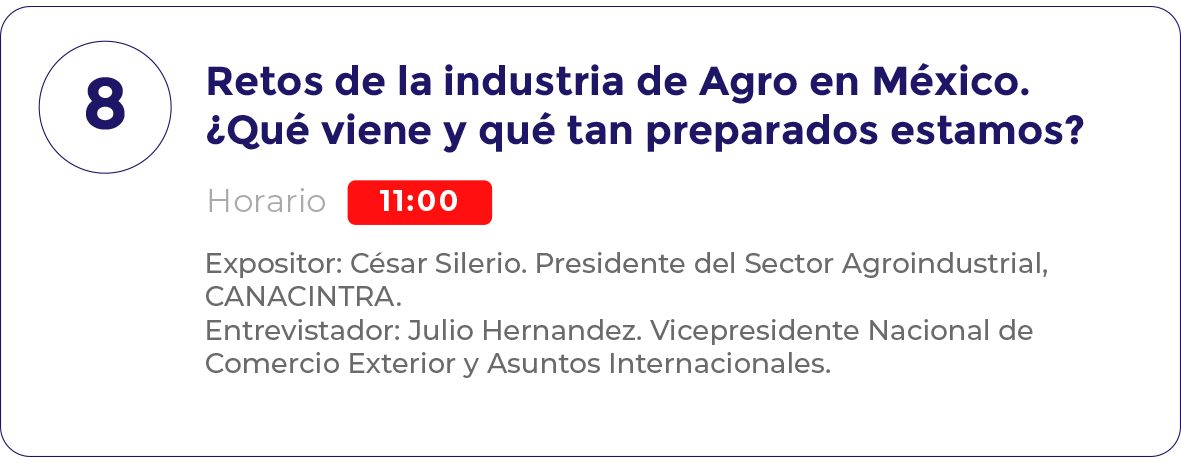 8
Retos de la industria de Agro en México.
¿Qué viene y qué tan preparados estamos?
Horario 11:00
Expositor: César Silerio. Presidente del Sector Agroindustrial,
CANACINTRA.
Entrevistador: Julio Hernandez. Vicepresidente Nacional de
Comercio Exterior y Asuntos Internacionales.